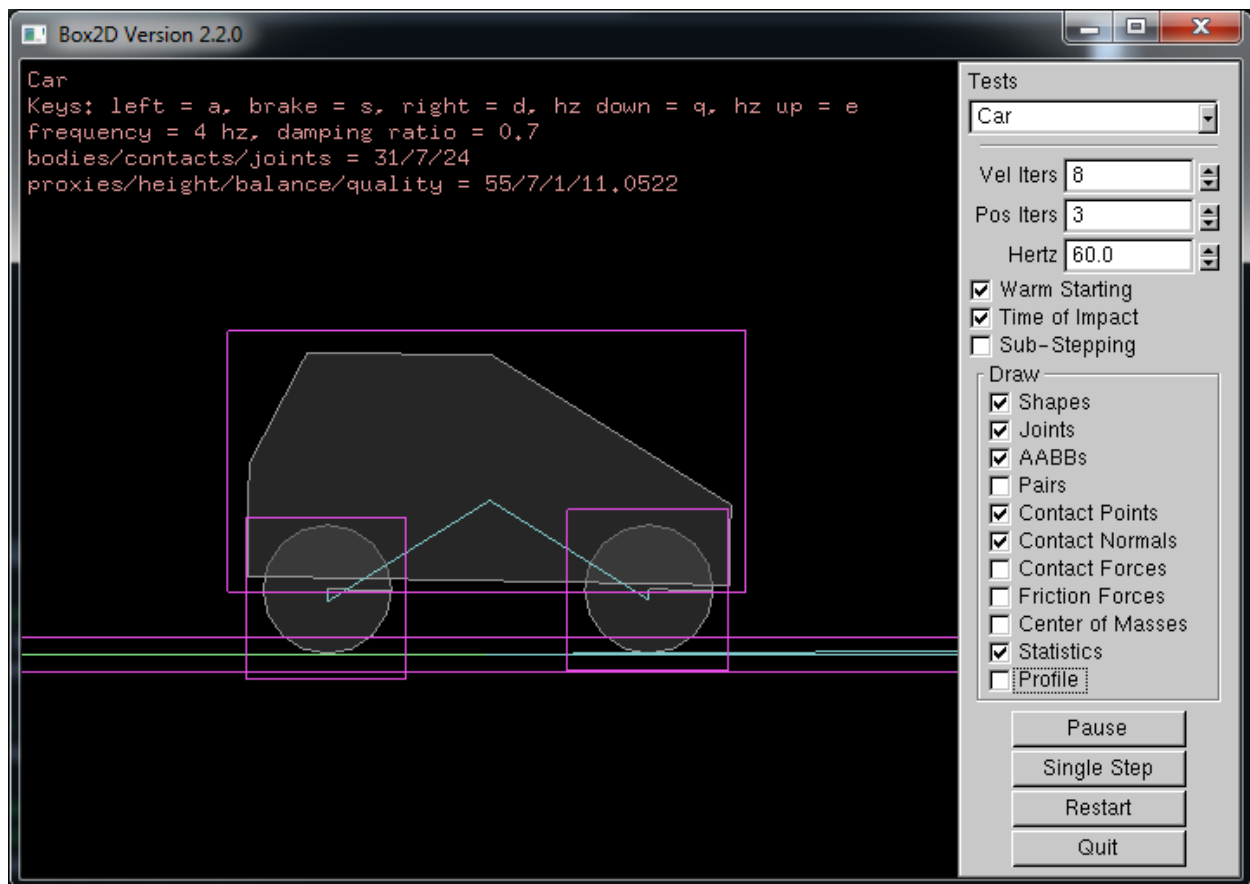 Box2D Version 2.2.0
Car
Keys: left = a, brake = s, right = d, hz down = q, hz up = e
frequency = 4 hz, damping ratio = 0.7
bodies/contacts/joints = 31/7/24
proxies/height/balance/quality = 55/7/1/11.0522
Tests
Car
Vel Iters 8
Pos Iters 3
Hertz 60.0
Warm Starting
Time of Impact
Sub-Stepping
Draw
Shapes
Joints
AABBs
Pairs
Contact Points
Contact Normals
Contact Forces
Friction Forces
Center of Masses
Statistics
Profile
Pause
Single Step
Restart
Quit